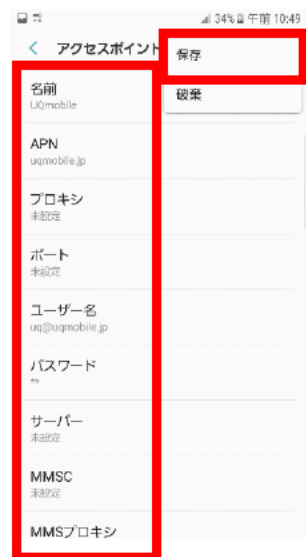 34% 午前 10:49
アクセスポイント
保存
破棄
名前
UQmobile
APN
uqmobile.jp
プロキシ
未設定
ポート
未設定
ユーザー名
uq@uqmobile.jp
パスワード
**
サーバー
未設定
MMSC
未設定
MMSプロキシ